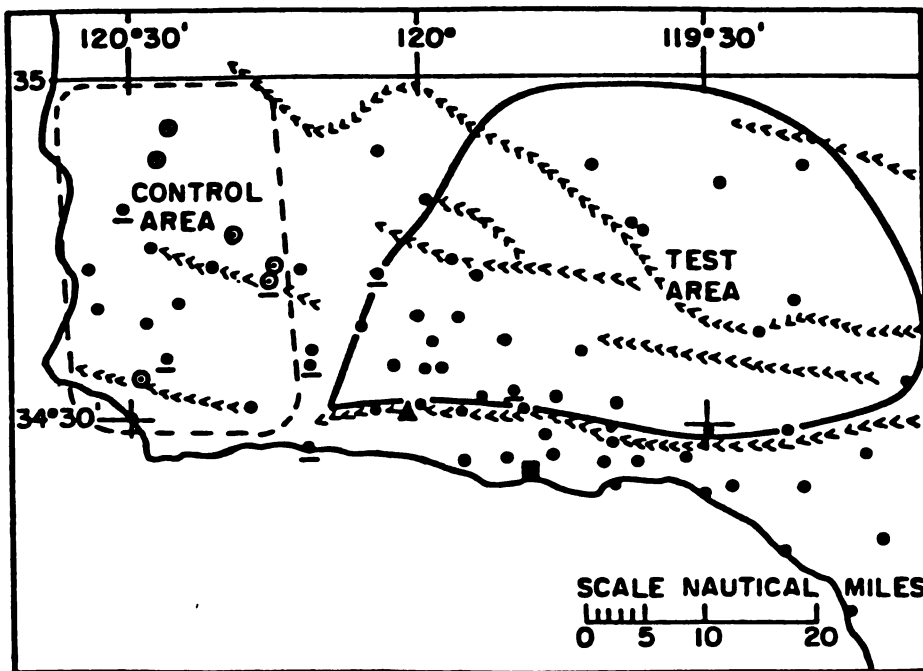 120°30' 120° 119°30'
35
CONTROL
AREA
TEST
AREA
34°30
SCALE NAUTICAL MILES
0 5 10 20